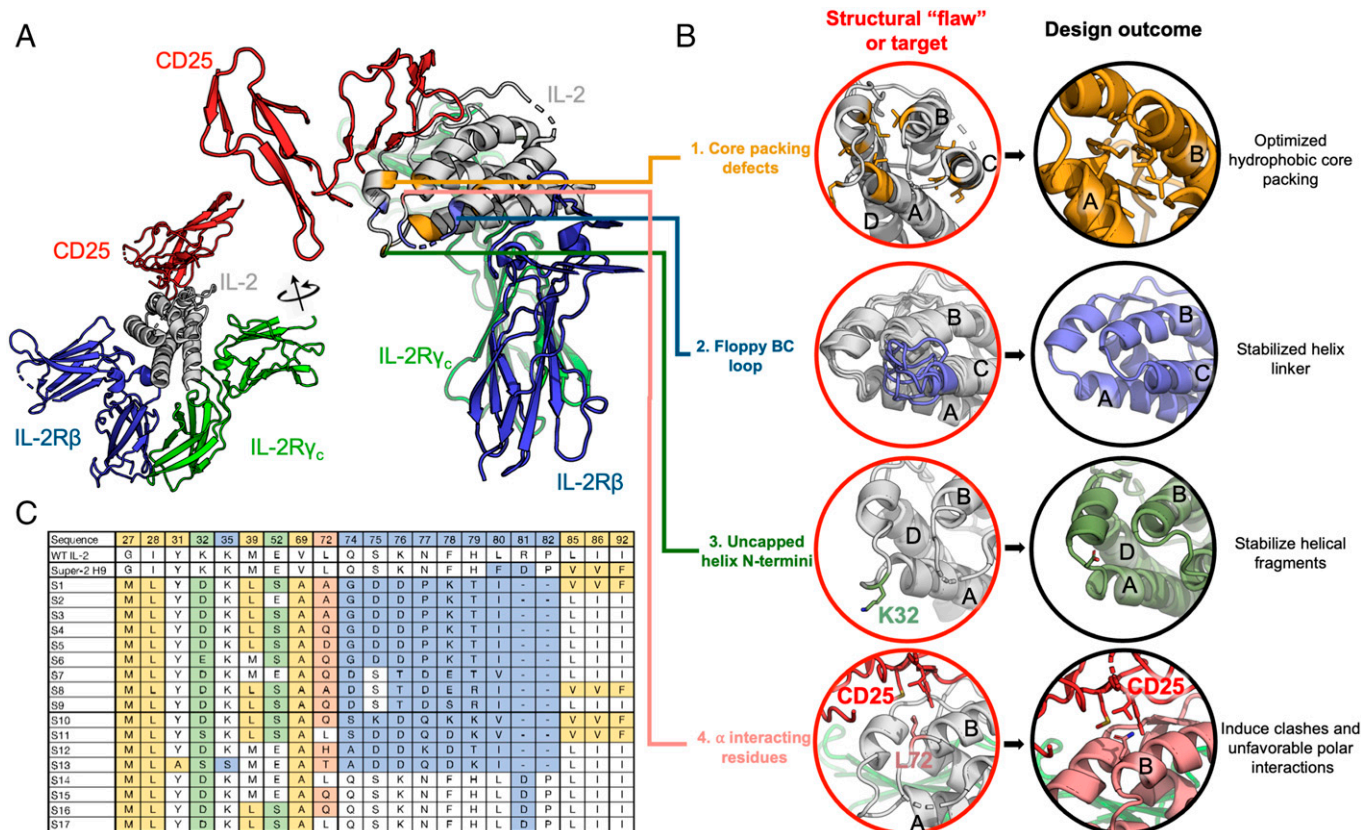 A
CD25
IL-2
CD25
IL-2
IL-2Rβ
IL-2Rγc
IL-2Rγc
IL-2Rβ
B
Structural “flaw”
or target
Design outcome
1. Core packing
defects
B
C
D
A
B
A
Optimized
hydrophobic core
packing
2. Floppy BC
loop
B
C
A
B
C
A
Stabilized helix
linker
3. Uncapped
helix N-termini
B
D
A
K32
B
D
A
Stabilize helical
fragments
4. α interacting
residues
CD25
B
L72
A
CD25
B
Induce clashes and
unfavorable polar
interactions
C
Sequence 27 28 31 32 35 39 52 69 72 74 75 76 77 78 79 80 81 82 85 86 92
WT IL-2 G I Y K K M E V L Q S K N F H L R P L I I
Super-2 H9 G I Y K K M E V L Q S K N F H F D P V V F
S1 M L Y D K L S A A G D D P K T I - - V V F
S2 M L Y D K L E A A G D D P K T I - - L I I
S3 M L Y D K L S A A G D D P K T I - - L I I
S4 M L Y D K L S A Q G D D P K T I - - L I I
S5 M L Y D K L S A D G D D P K T I - - L I I
S6 M L Y E K M S A Q G D D P K T I - - L I I
S7 M L Y D K M E A Q D S T D E T V - - L I I
S8 M L Y D K L S A A D S T D E R I - - V V F
S9 M L Y D K L S A Q D S T D S R I - - L I I
S10 M L Y D K L S A Q S K D Q K K V - - V V F
S11 M L Y D K L S A L S D D Q D K V - - V V F
S12 M L Y D K M E A H A D D K D T I - - L I I
S13 M L A S S M E A T A D D Q D K I - - L I I
S14 M L Y D K M E A L Q S K N F H L D P L I I
S15 M L Y D K M E A Q Q S K N F H L D P L I I
S16 M L Y D K L S A Q Q S K N F H L D P L I I
S17 M L Y D K L S A L Q S K N F H L D P L I I